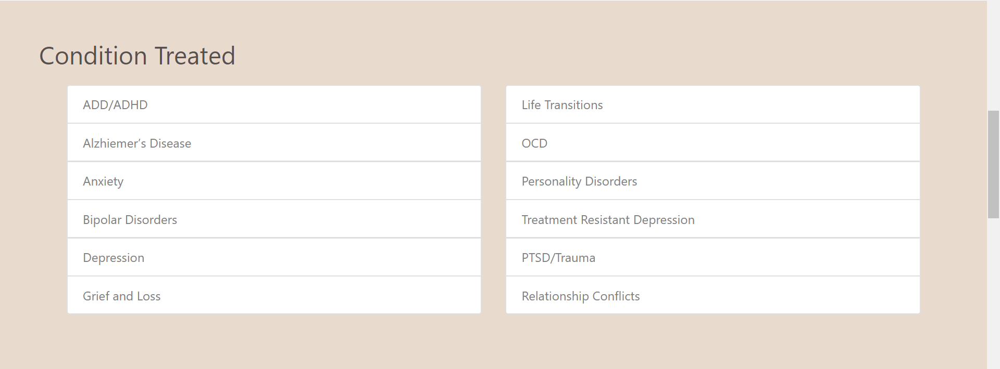 Condition Treated
ADD/ADHD
Alzhiemer’s Disease
Anxiety
Bipolar Disorders
Depression
Grief and Loss
Life Transitions
OCD
Personality Disorders
Treatment Resistant Depression
PTSD/Trauma
Relationship Conflicts